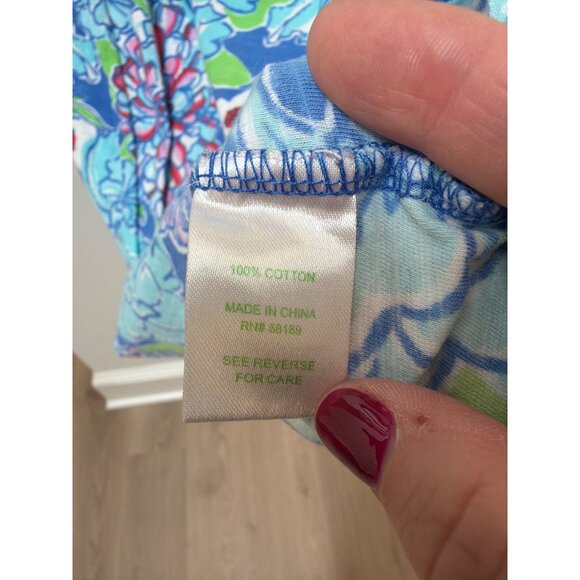 100% COTTON
MADE IN CHINA
RN# 88189
SEE REVERSE
FOR CARE